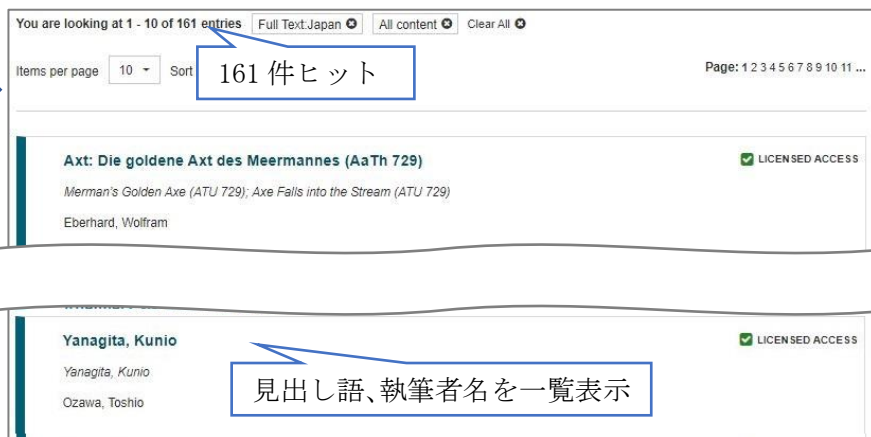 You are looking at 1 - 10 of 161 entries Full Text:Japan All content Clear All
161 件ヒット
Items per page 10 Sort Page: 1 2 3 4 5 6 7 8 9 10 11 ...
Axt: Die goldene Axt des Meermannes (AaTh 729) LICENSED ACCESS
Merman's Golden Axe (ATU 729); Axe Falls into the Stream (ATU 729)
Eberhard, Wolfram
Yanagita, Kunio LICENSED ACCESS
Yanagita, Kunio
見出し語、執筆者名を一覧表示
Ozawa, Toshio